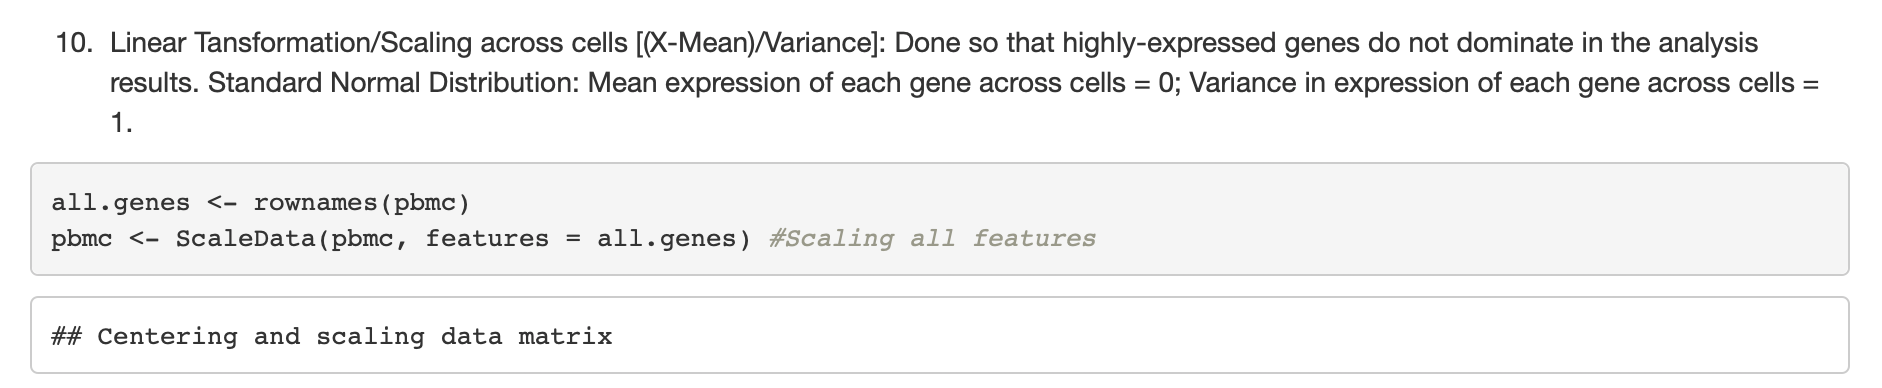 10. Linear Tansformation/Scaling across cells [(X-Mean)/Variance]: Done so that highly-expressed genes do not dominate in the analysis
results. Standard Normal Distribution: Mean expression of each gene across cells = 0; Variance in expression of each gene across cells =
1.
all.genes <- rownames(pbmc)
pbmc <- ScaleData(pbmc, features = all.genes) #Scaling all features
## Centering and scaling data matrix